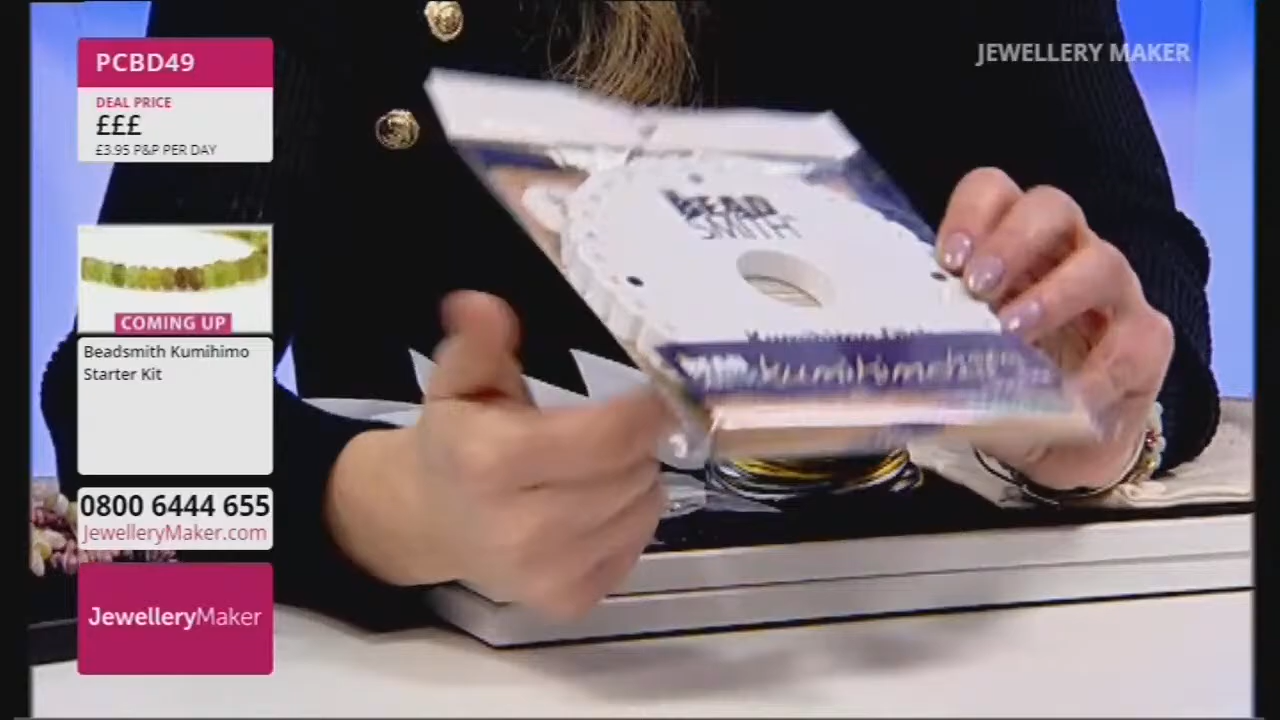 PCBD49
DEAL PRICE
£££
£3.95 P&P PER DAY
COMING UP
Beadsmith Kumihimo
Starter Kit
0800 6444 655
JewelleryMaker.com
JewelleryMaker
JEWELLERY MAKER
BEAD
SMITH